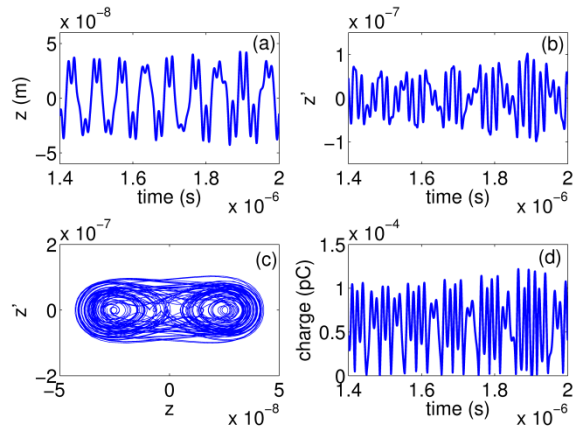 x 10⁻⁸
(a)
z (m)
5
0
−5
1.4 1.6 1.8 2
time (s)
x 10⁻⁶
x 10⁻⁷
(b)
z'
1
0
−1
1.4 1.6 1.8 2
time (s)
x 10⁻⁶
x 10⁻⁷
(c)
z'
2
0
−2
−5 0 5
z
x 10⁻⁸
x 10⁻⁴
(d)
charge (pC)
1.5
1
0.5
0
1.4 1.6 1.8 2
time (s)
x 10⁻⁶